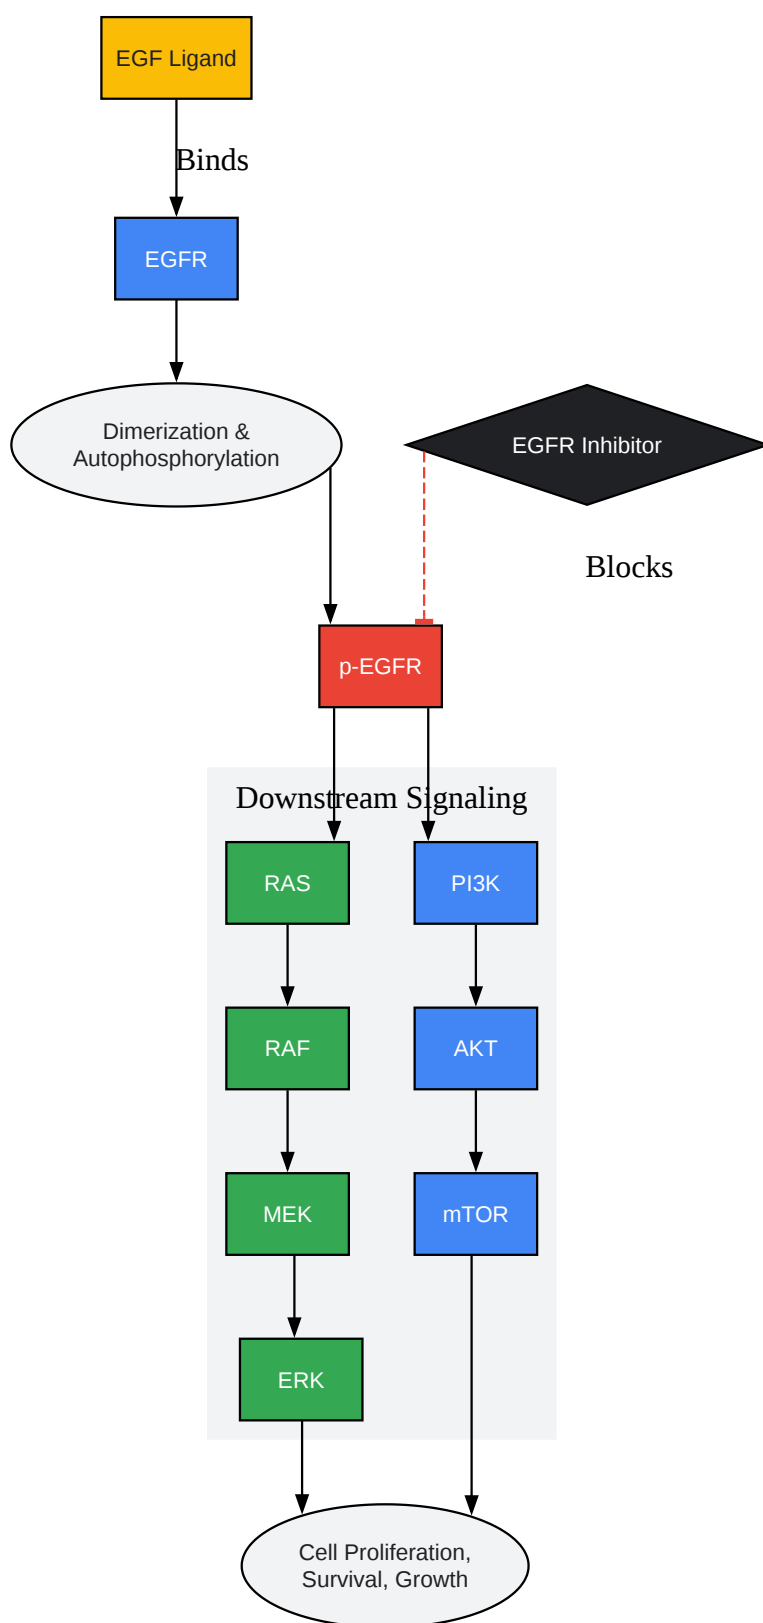 EGF Ligand
Binds
EGFR
Dimerization &
Autophosphorylation
EGFR Inhibitor
Blocks
p-EGFR
Downstream Signaling
RAS
PI3K
RAF
AKT
MEK
mTOR
ERK
Cell Proliferation,
Survival, Growth